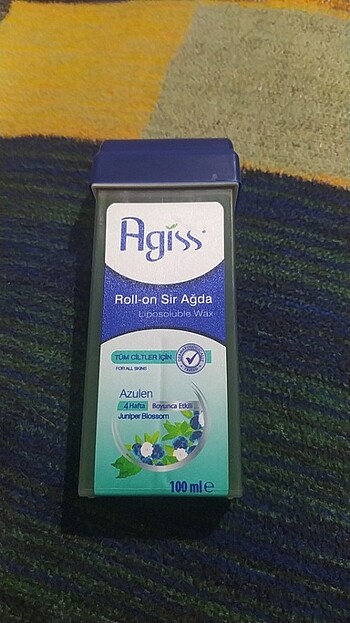 Agiss
Roll-on Sir Ağda
Liposoluble Wax
TÜM CİLTLER İÇİN
FOR ALL SKINS
Azulen
4 Hafta Boyunca Etkili
Juniper Blossom
100 ml e